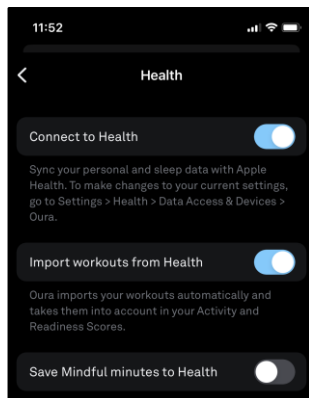 11:52
Health
Connect to Health
Sync your personal and sleep data with Apple
Health. To make changes to your current settings,
go to Settings > Health > Data Access & Devices >
Oura.
Import workouts from Health
Oura imports your workouts automatically and
takes them into account in your Activity and
Readiness Scores.
Save Mindful minutes to Health